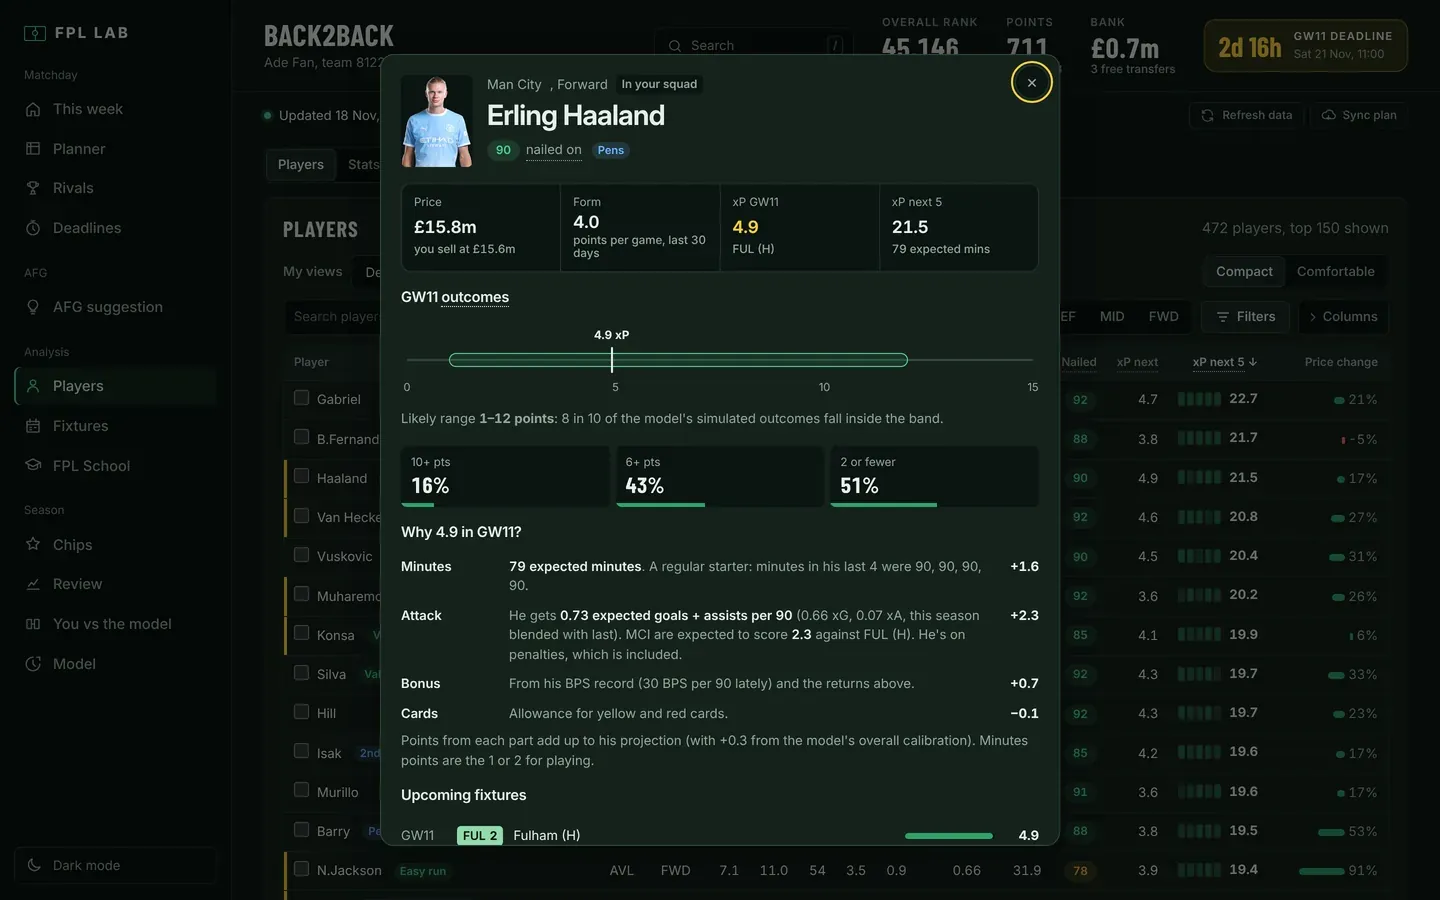 FPL LAB
Matchday
This week
Planner
Rivals
Deadlines
AFG
AFG suggestion
Analysis
Players
Fixtures
FPL School
Season
Chips
Review
You vs the model
Model
Dark mode
BACK2BACK
Ade Fan, team 8122
Search
/
OVERALL RANK
45,146
POINTS
711
BANK
£0.7m
3 free transfers
2d 16h
GW11 DEADLINE
Sat 21 Nov, 11:00
Updated 18 Nov,
Refresh data
Sync plan
Players
Stats
PLAYERS
472 players, top 150 shown
My views
De
Compact
Comfortable
Search player
EF
MID
FWD
Filters
Columns
Player
Nailed
xP next
xP next 5 ↓
Price change
Gabriel
92 4.7 22.7 21%
B.Fernand
88 3.8 21.7 -5%
Haaland
90 4.9 21.5 17%
Van Hecke
92 4.6 20.8 27%
Vuskovic
90 4.5 20.4 31%
Muharemo
92 3.6 20.2 26%
Konsa V
85 4.1 19.9 6%
Silva Val
92 4.3 19.7 33%
Hill
92 4.3 19.7 23%
Isak 2nd
85 4.2 19.6 17%
Murillo
91 3.6 19.6 17%
Barry Pe
88 3.8 19.5 53%
N.Jackson Easy run AVL FWD 7.1 11.0 54 3.5 0.9 0.66 31.9 78 3.9 19.4 91%
Man City , Forward In your squad
Erling Haaland
90 nailed on Pens
ETIHAD
Price
£15.8m
you sell at £15.6m
Form
4.0
points per game, last 30
days
xP GW11
4.9
FUL (H)
xP next 5
21.5
79 expected mins
GW11 outcomes
4.9 xP
0 5 10 15
Likely range 1–12 points: 8 in 10 of the model's simulated outcomes fall inside the band.
10+ pts
16%
6+ pts
43%
2 or fewer
51%
Why 4.9 in GW11?
Minutes 79 expected minutes. A regular starter: minutes in his last 4 were 90, 90, 90, +1.6
90.
Attack He gets 0.73 expected goals + assists per 90 (0.66 xG, 0.07 xA, this season +2.3
blended with last). MCI are expected to score 2.3 against FUL (H). He's on
penalties, which is included.
Bonus From his BPS record (30 BPS per 90 lately) and the returns above. +0.7
Cards Allowance for yellow and red cards. −0.1
Points from each part add up to his projection (with +0.3 from the model's overall calibration). Minutes
points are the 1 or 2 for playing.
Upcoming fixtures
GW11 FUL 2 Fulham (H) 4.9